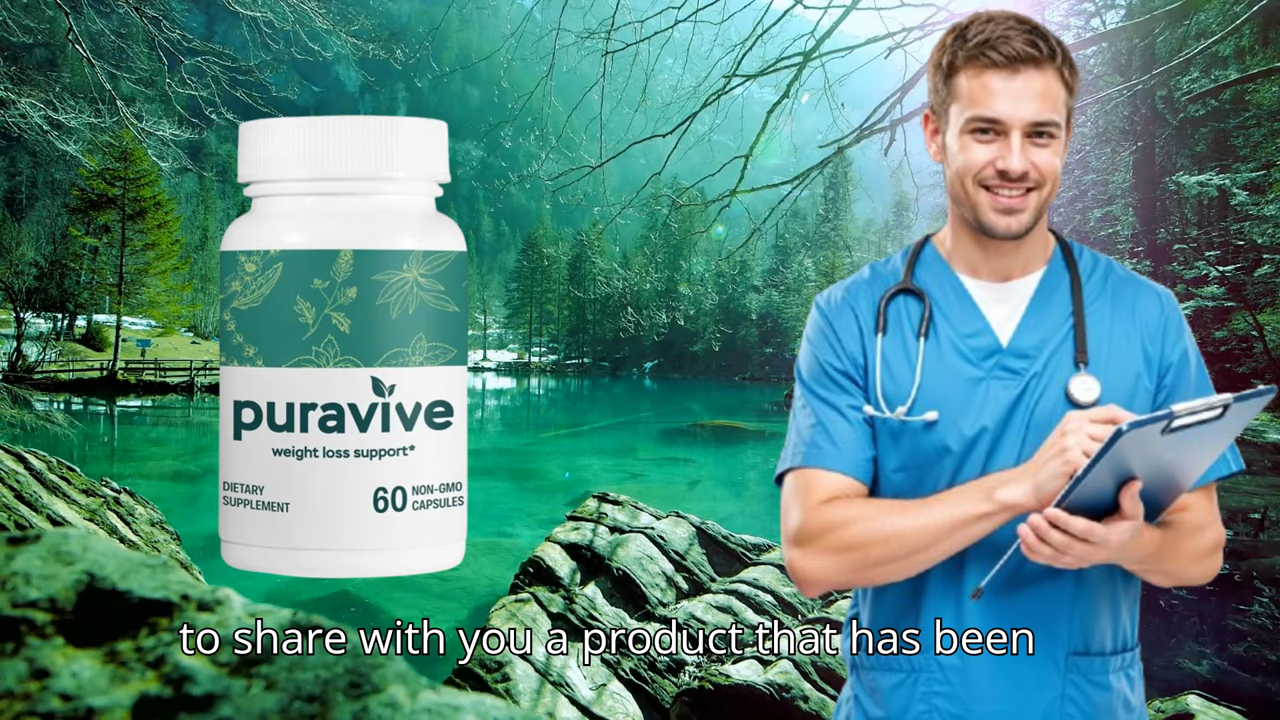 puravive
weight loss support*
DIETARY
SUPPLEMENT
60 NON-GMO
CAPSULES
to share with you a product that has been